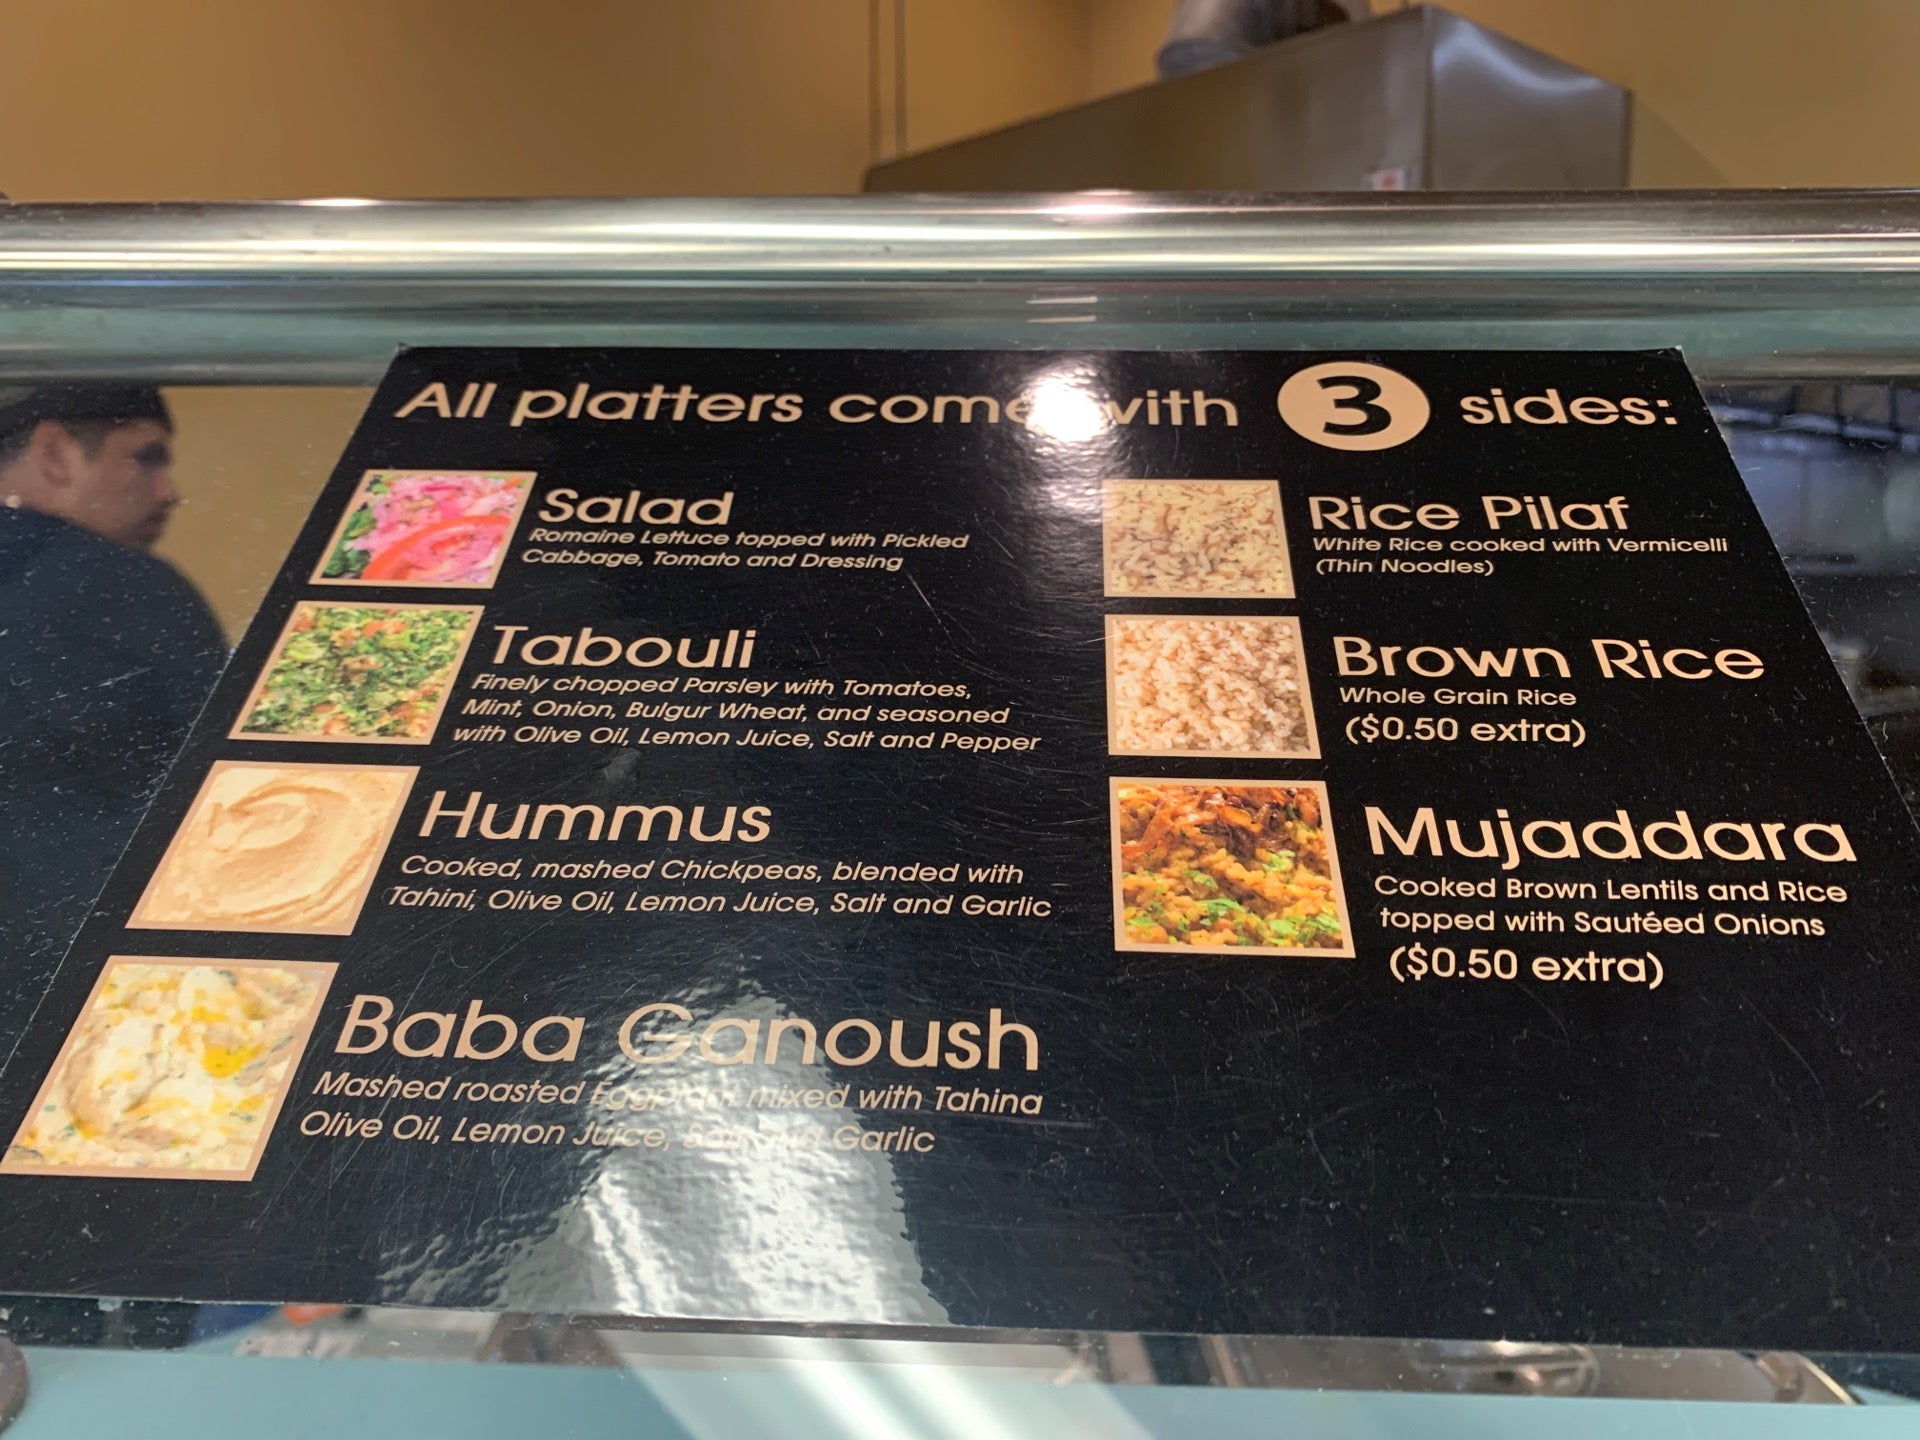 All platters come with 3 sides:
Salad
Romaine Lettuce topped with Pickled
Cabbage, Tomato and Dressing
Tabouli
Finely chopped Parsley with Tomatoes,
Mint, Onion, Bulgur Wheat, and seasoned
with Olive Oil, Lemon Juice, Salt and Pepper
Hummus
Cooked, mashed Chickpeas, blended with
Tahini, Olive Oil, Lemon Juice, Salt and Garlic
Baba Ganoush
Mashed roasted Eggplant mixed with Tahina
Olive Oil, Lemon Juice, Salt and Garlic
Rice Pilaf
White Rice cooked with Vermicelli
(Thin Noodles)
Brown Rice
Whole Grain Rice
($0.50 extra)
Mujaddara
Cooked Brown Lentils and Rice
topped with Sautéed Onions
($0.50 extra)